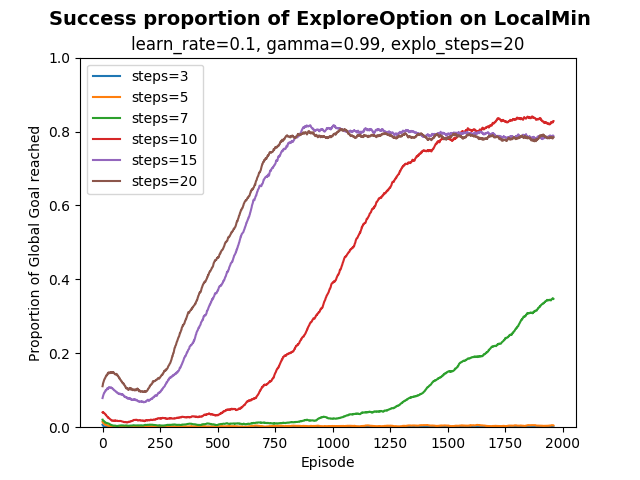 Success proportion of ExploreOption on LocalMin
learn_rate=0.1, gamma=0.99, explo_steps=20
1.0
0.8
0.6
0.4
0.2
0.0
Proportion of Global Goal reached
steps=3
steps=5
steps=7
steps=10
steps=15
steps=20
0 250 500 750 1000 1250 1500 1750 2000
Episode